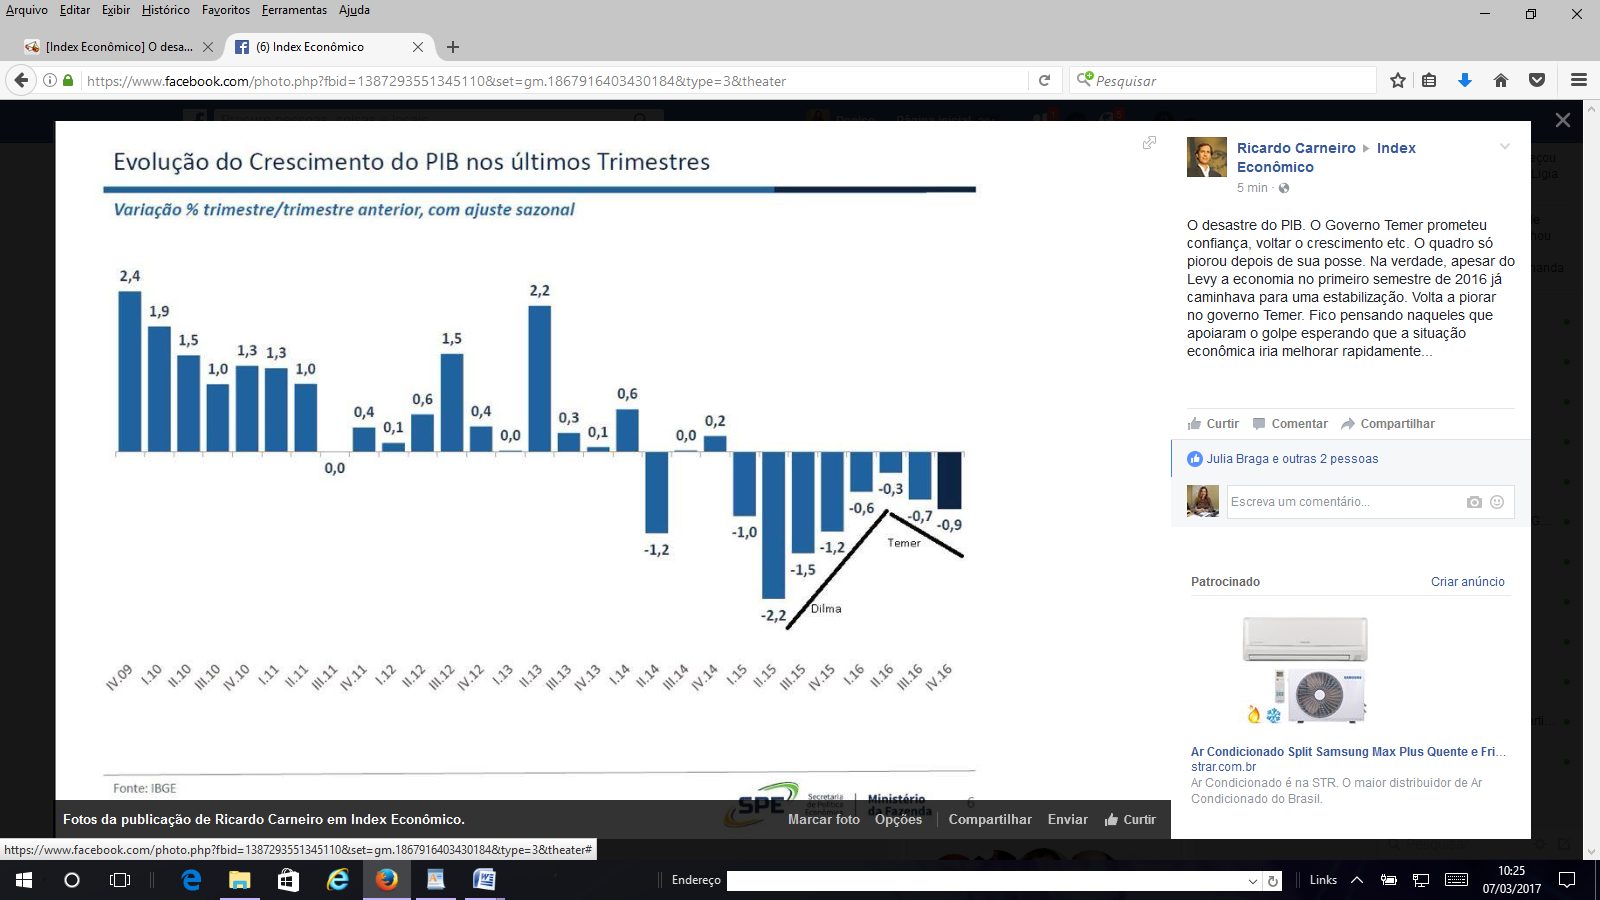 Arquivo Editar Exibir Histórico Favoritos Ferramentas Ajuda
[Index Econômico] O desa...
(6) Index Econômico
https://www.facebook.com/photo.php?fbid=1387293551345110&set=gm.1867916403430184&type=3&theater
Pesquisar
Evolução do Crescimento do PIB nos últimos Trimestres
Variação % trimestre/trimestre anterior, com ajuste sazonal
2,4
1,9
1,5
1,0
1,3
1,3
1,0
0,0
0,4
0,1
0,6
1,5
0,4
0,0
2,2
0,3
0,1
0,6
-1,2
0,0
0,2
-1,0
-2,2
-1,5
-1,2
-0,6
-0,3
-0,7
-0,9
Temer
Dilma
IV.09 I.10 II.10 III.10 IV.10 I.11 II.11 III.11 IV.11 I.12 II.12 III.12 IV.12 I.13 II.13 III.13 IV.13 I.14 II.14 III.14 IV.14 I.15 II.15 III.15 IV.15 I.16 II.16 III.16 IV.16
Fonte: IBGE
SPE
Secretaria
de Política
Econômica
Ministério
da Fazenda
6
Fotos da publicação de Ricardo Carneiro em Index Econômico.
Marcar foto Opções Compartilhar Enviar Curtir
Ricardo Carneiro Index
Econômico
5 min
O desastre do PIB. O Governo Temer prometeu
confiança, voltar o crescimento etc. O quadro só
piorou depois de sua posse. Na verdade, apesar do
Levy a economia no primeiro semestre de 2016 já
caminhava para uma estabilização. Volta a piorar
no governo Temer. Fico pensando naqueles que
apoiaram o golpe esperando que a situação
econômica iria melhorar rapidamente...
Curtir Comentar Compartilhar
Julia Braga e outras 2 pessoas
Escreva um comentário...
Patrocinado
Criar anúncio
SAMSUNG
Ar Condicionado Split Samsung Max Plus Quente e Fri...
strar.com.br
Ar Condicionado é na STR. O maior distribuidor de Ar
Condicionado do Brasil.
https://www.facebook.com/photo.php?fbid=1387293551345110&set=gm.1867916403430184&type=3&theater#
Endereço
Links
10:25
07/03/2017